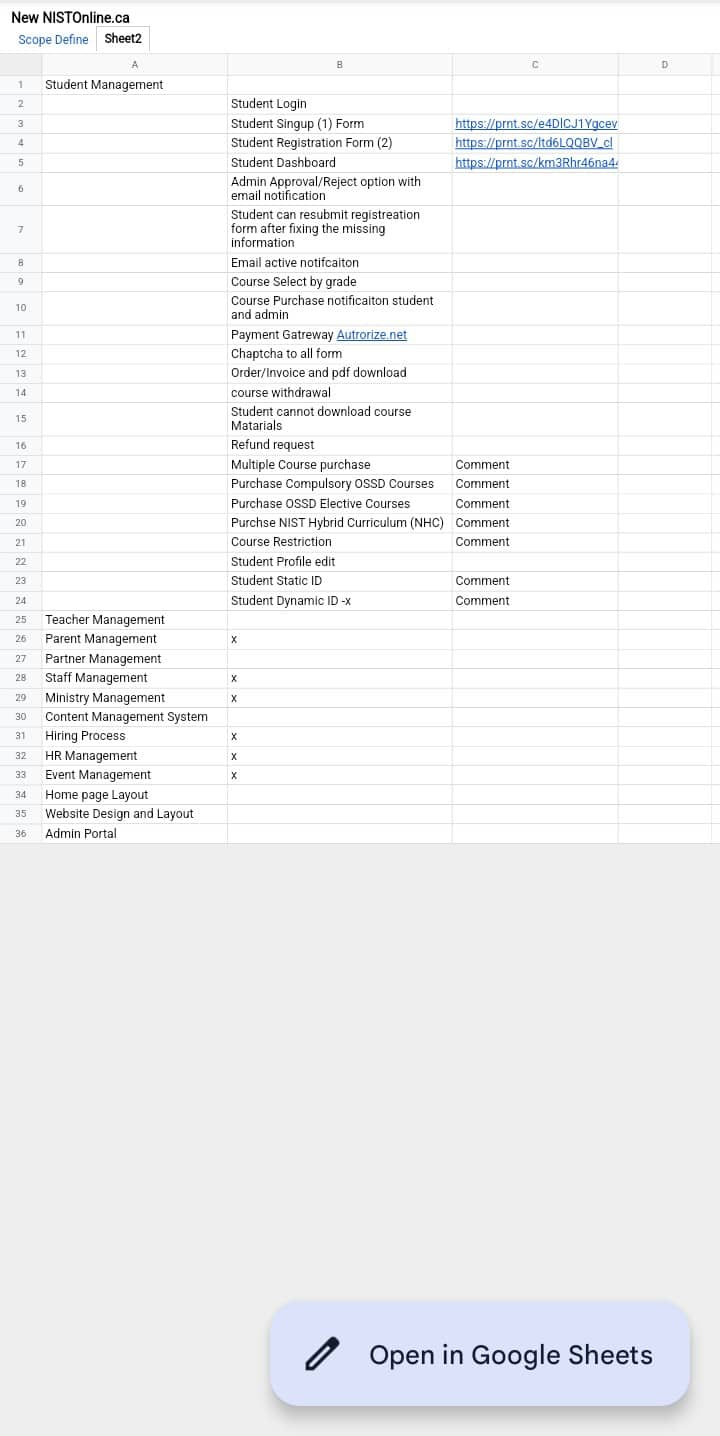 New NISTOnline.ca
Scope Define Sheet2
A B C D
1 Student Management
2 Student Login
3 Student Singup (1) Form https://prnt.sc/e4DlCJ1Ygcev
4 Student Registration Form (2) https://prnt.sc/ltd6LQQBV_cl
5 Student Dashboard https://prnt.sc/km3Rhr46na4
6 Admin Approval/Reject option with
email notification
7 Student can resubmit registreation
form after fixing the missing
information
8 Email active notifcaiton
9 Course Select by grade
10 Course Purchase notificaiton student
and admin
11 Payment Gatreway Autrorize.net
12 Chaptcha to all form
13 Order/Invoice and pdf download
14 course withdrawal
15 Student cannot download course
Matarials
16 Refund request
17 Multiple Course purchase Comment
18 Purchase Compulsory OSSD Courses Comment
19 Purchase OSSD Elective Courses Comment
20 Purchse NIST Hybrid Curriculum (NHC) Comment
21 Course Restriction Comment
22 Student Profile edit
23 Student Static ID Comment
24 Student Dynamic ID -x Comment
25 Teacher Management
26 Parent Management x
27 Partner Management
28 Staff Management x
29 Ministry Management x
30 Content Management System
31 Hiring Process x
32 HR Management x
33 Event Management x
34 Home page Layout
35 Website Design and Layout
36 Admin Portal
Open in Google Sheets